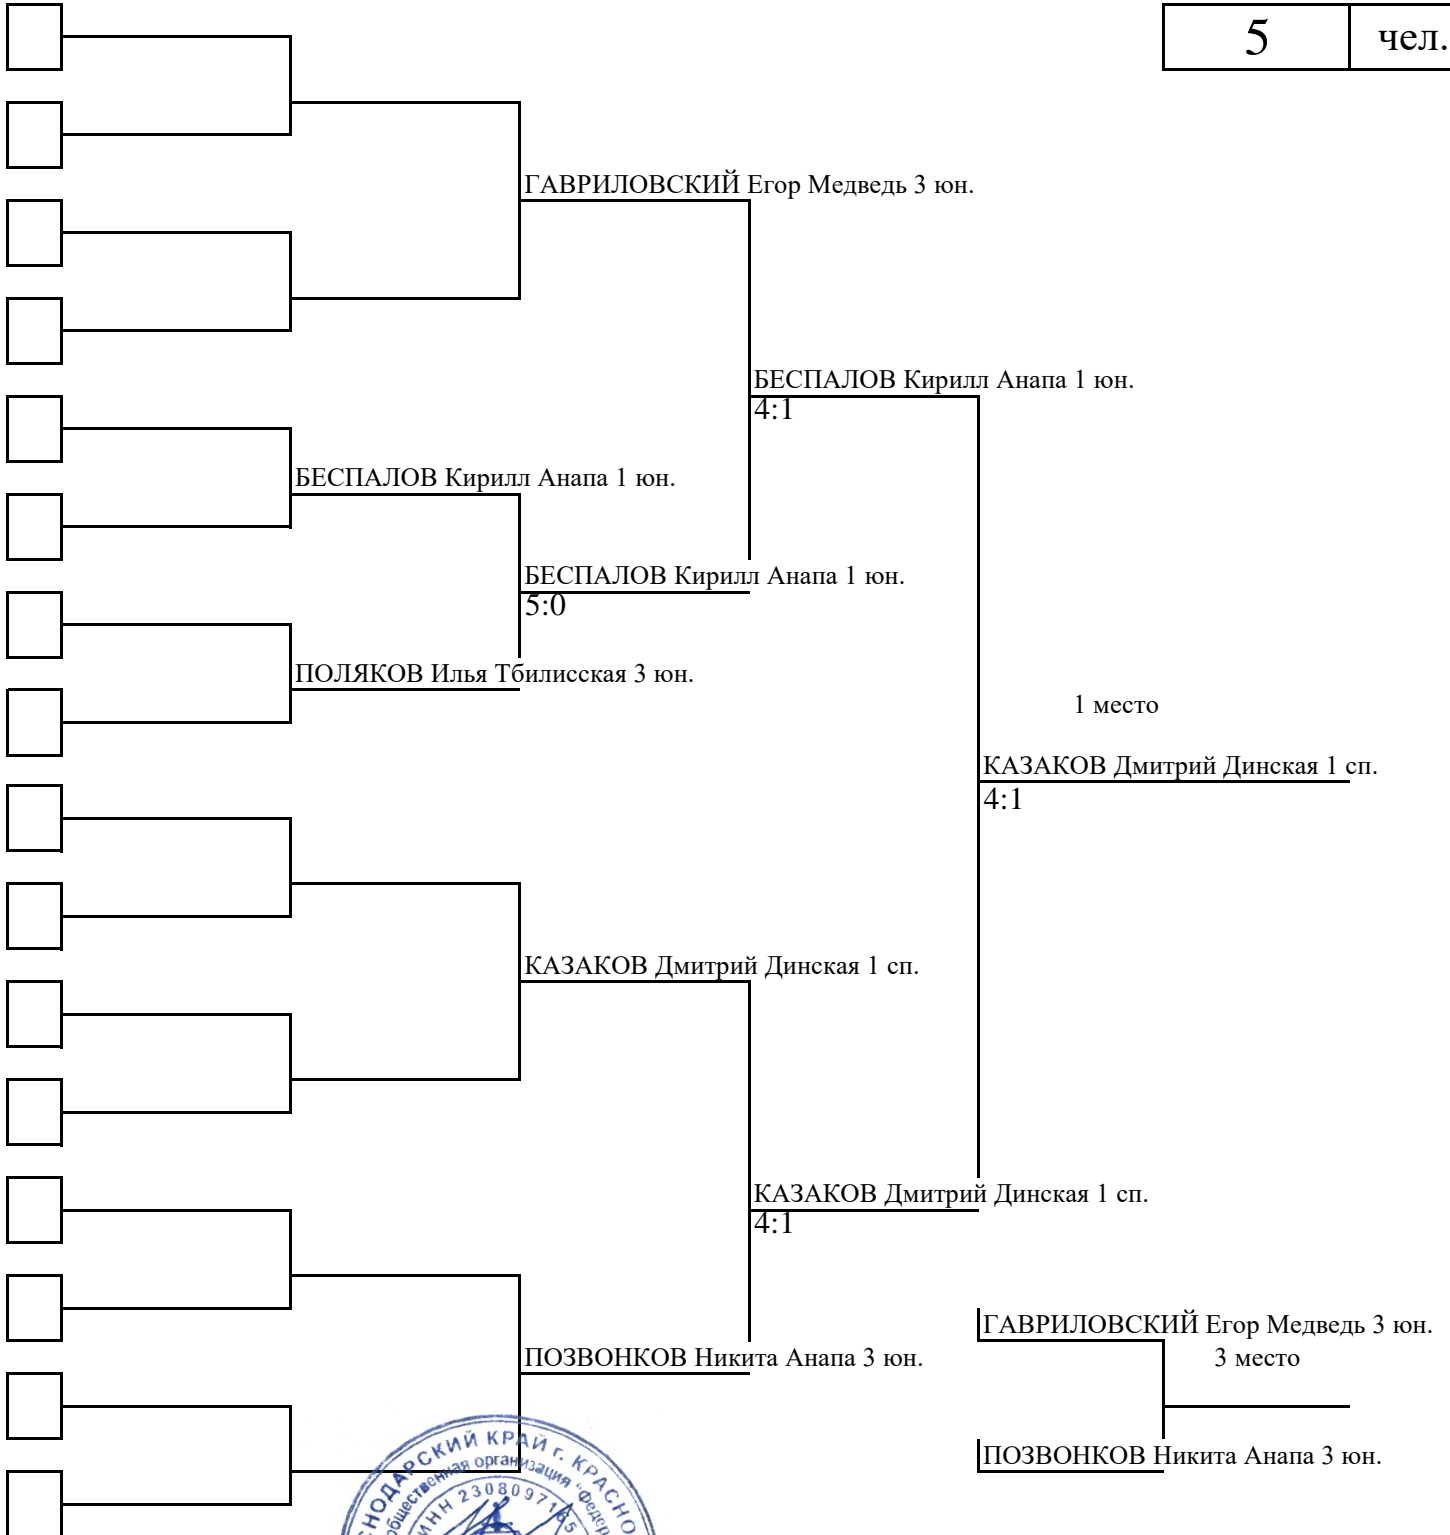 5 чел.
ГАВРИЛОВСКИЙ Егор Медведь 3 юн.
БЕСПАЛОВ Кирилл Анапа 1 юн.
4:1
БЕСПАЛОВ Кирилл Анапа 1 юн.
БЕСПАЛОВ Кирилл Анапа 1 юн.
5:0
ПОЛЯКОВ Илья Тбилисская 3 юн.
1 место
КАЗАКОВ Дмитрий Динская 1 сп.
4:1
КАЗАКОВ Дмитрий Динская 1 сп.
КАЗАКОВ Дмитрий Динская 1 сп.
4:1
ГАВРИЛОВСКИЙ Егор Медведь 3 юн.
ПОЗВОНКОВ Никита Анапа 3 юн.
3 место
ПОЗВОНКОВ Никита Анапа 3 юн.
КРАЙ г.
организация
ИНН 2308097165